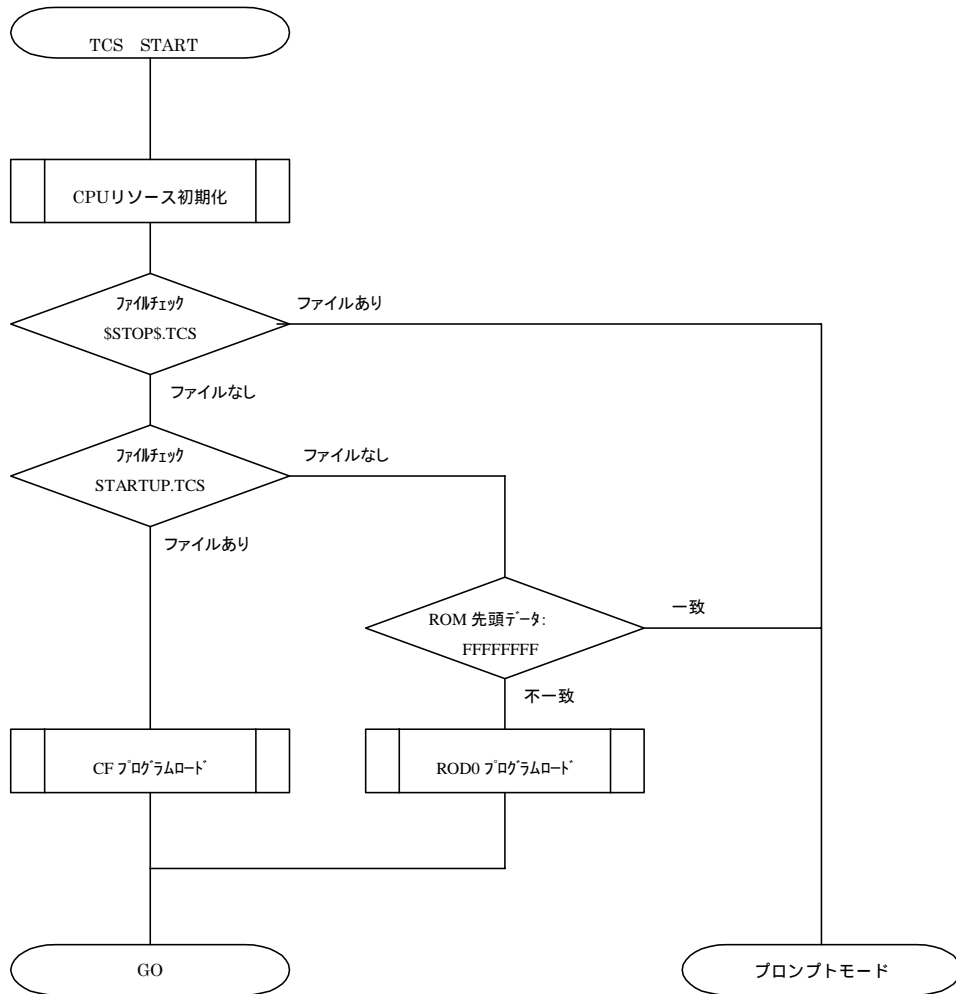 TCS START
CPUリソース初期化
ﾌｧｲﾙﾁｪｯｸ
$STOP$.TCS
ファイルあり
ファイルなし
ﾌｧｲﾙﾁｪｯｸ
STARTUP.TCS
ファイルなし
ファイルあり
ROM 先頭ﾃﾞｰﾀ:
FFFFFFFF
一致
不一致
CF ﾌﾟﾛｸﾞﾗﾑﾛｰﾄﾞ
ROD0 ﾌﾟﾛｸﾞﾗﾑﾛｰﾄﾞ
GO
プロンプトモード